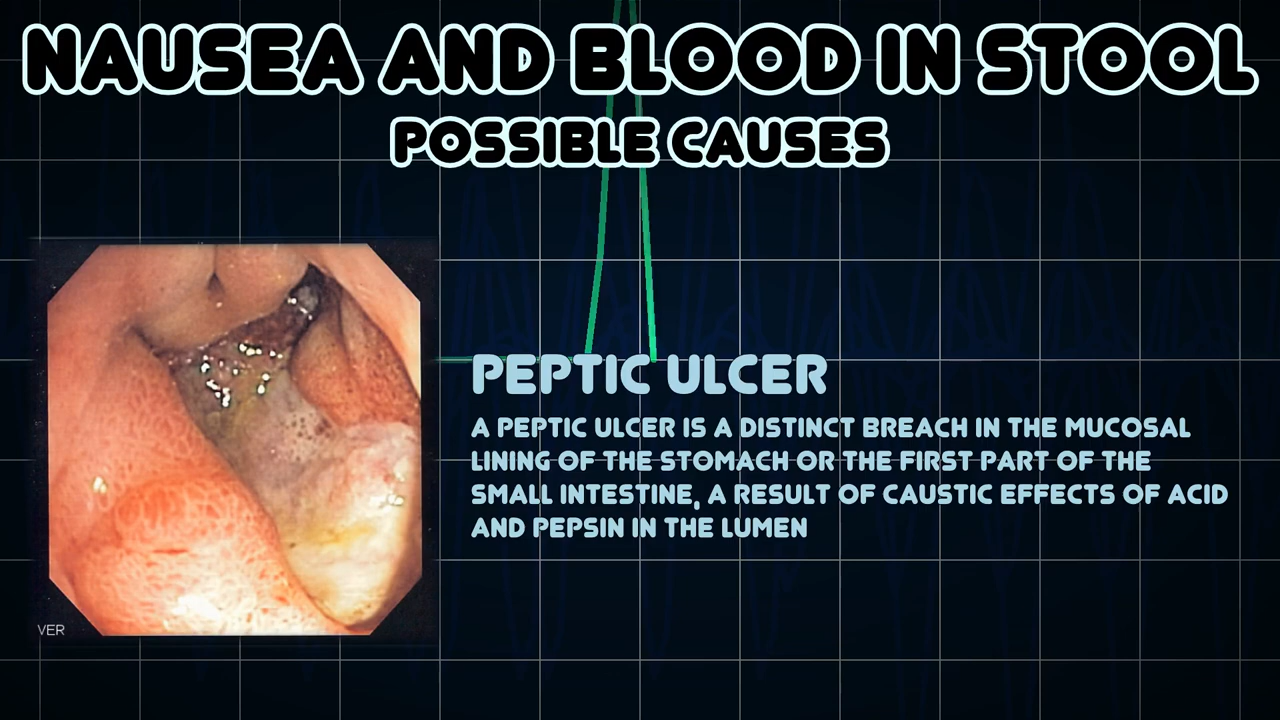 NAUSEA AND BLOOD IN STOOL
POSSIBLE CAUSES
PEPTIC ULCER
A PEPTIC ULCER IS A DISTINCT BREACH IN THE MUCOSAL
LINING OF THE STOMACH OR THE FIRST PART OF THE
SMALL INTESTINE, A RESULT OF CAUSTIC EFFECTS OF ACID
AND PEPSIN IN THE LUMEN
VER